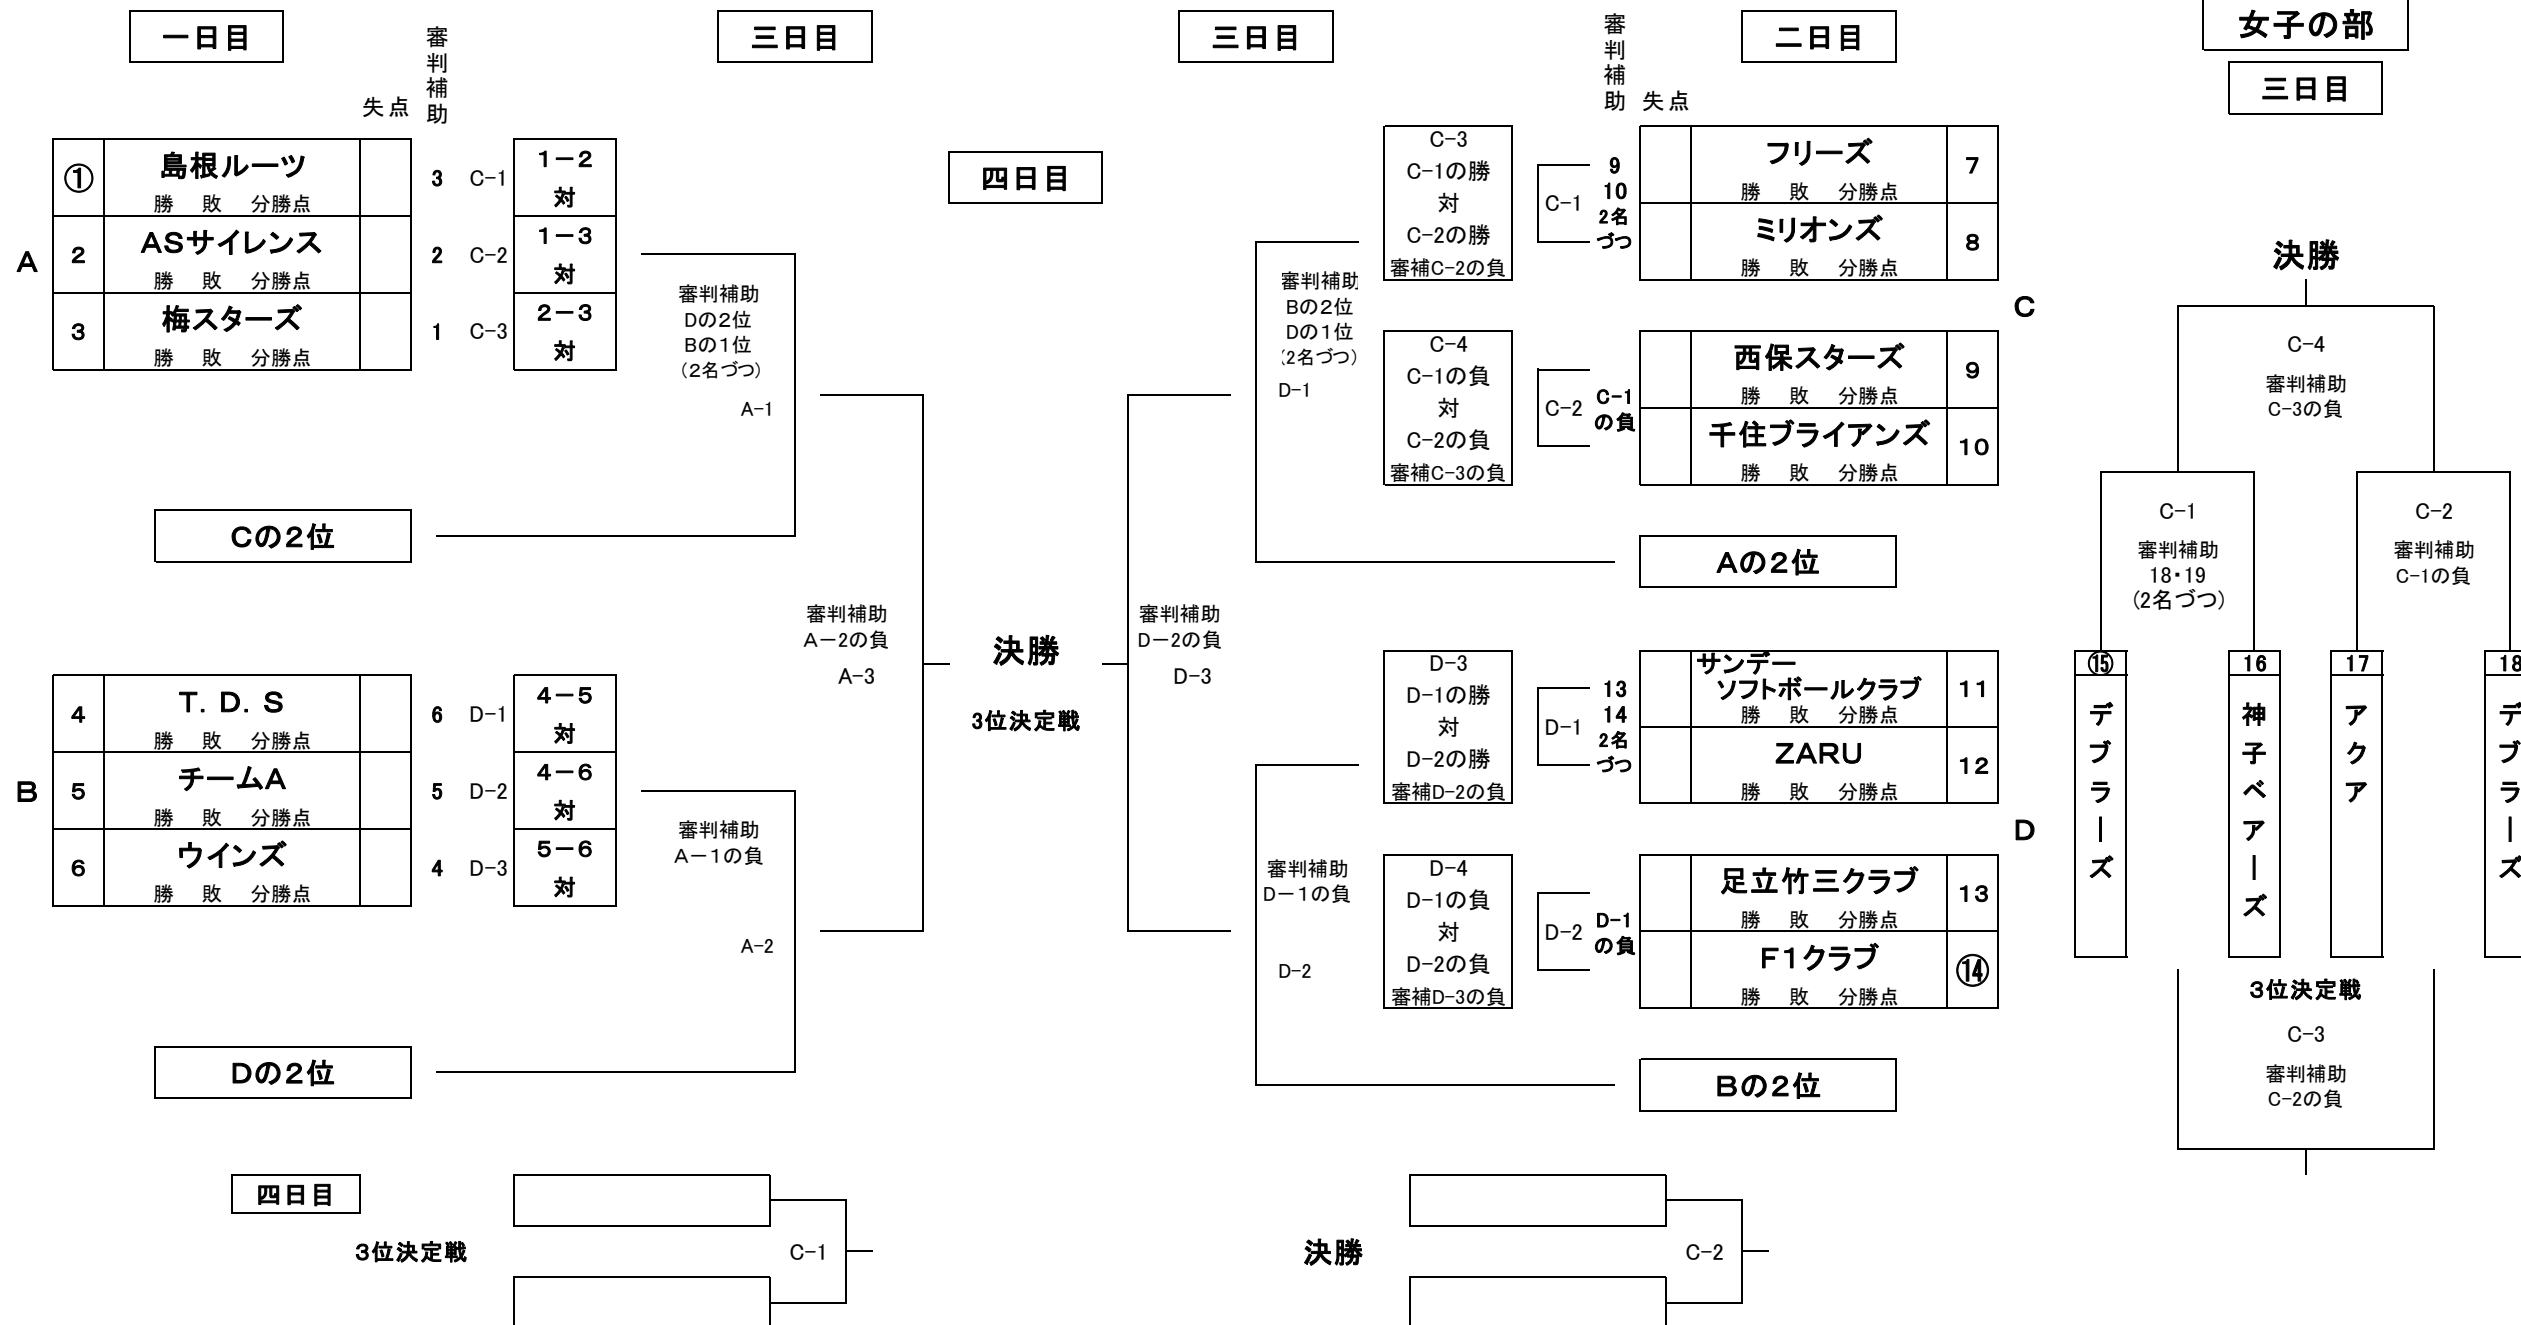 一日目
審判補助
三日目
失点
A
① 島根ルーツ
勝 敗 分勝点
3 C-1 1－2
対
2 ASサイレンス
勝 敗 分勝点
2 C-2 1－3
対
3 梅スターズ
勝 敗 分勝点
1 C-3 2－3
対
審判補助
Dの2位
Bの1位
(2名づつ)
A-1
Cの2位
B
4 T. D. S
勝 敗 分勝点
6 D-1 4－5
対
5 チームA
勝 敗 分勝点
5 D-2 4－6
対
6 ウインズ
勝 敗 分勝点
4 D-3 5－6
対
審判補助
A－1の負
A-2
Dの2位
審判補助
A－2の負
A-3
四日目
決勝
3位決定戦
審判補助
D－2の負
D-3
三日目
審判補助
二日目
失点
審判補助
Bの2位
Dの1位
(2名づつ)
D-1
C-3
C-1の勝
対
C-2の勝
審補C-2の負
C-1
9
10
2名
づつ
フリーズ 7
勝 敗 分勝点
ミリオンズ 8
勝 敗 分勝点
C
C-4
C-1の負
対
C-2の負
審補C-3の負
C-2
C-1
の負
西保スターズ 9
勝 敗 分勝点
千住ブライアンズ 10
勝 敗 分勝点
Aの2位
D-3
D-1の勝
対
D-2の勝
審補D-2の負
D-1
13
14
2名
づつ
サンデー
ソフトボールクラブ 11
勝 敗 分勝点
ZARU 12
勝 敗 分勝点
D
審判補助
D－1の負
D-2
D-4
D-1の負
対
D-2の負
審補D-3の負
D-2
D-1
の負
足立竹三クラブ 13
勝 敗 分勝点
F1クラブ ⑭
勝 敗 分勝点
Bの2位
女子の部
三日目
決勝
C-4
審判補助
C-3の負
C-1
審判補助
18・19
(2名づつ)
C-2
審判補助
C-1の負
⑮ デブラーズ
16 神子ベアーズ
17 アクア
18 デブラーズ
3位決定戦
C-3
審判補助
C-2の負
四日目
3位決定戦
C-1
決勝
C-2